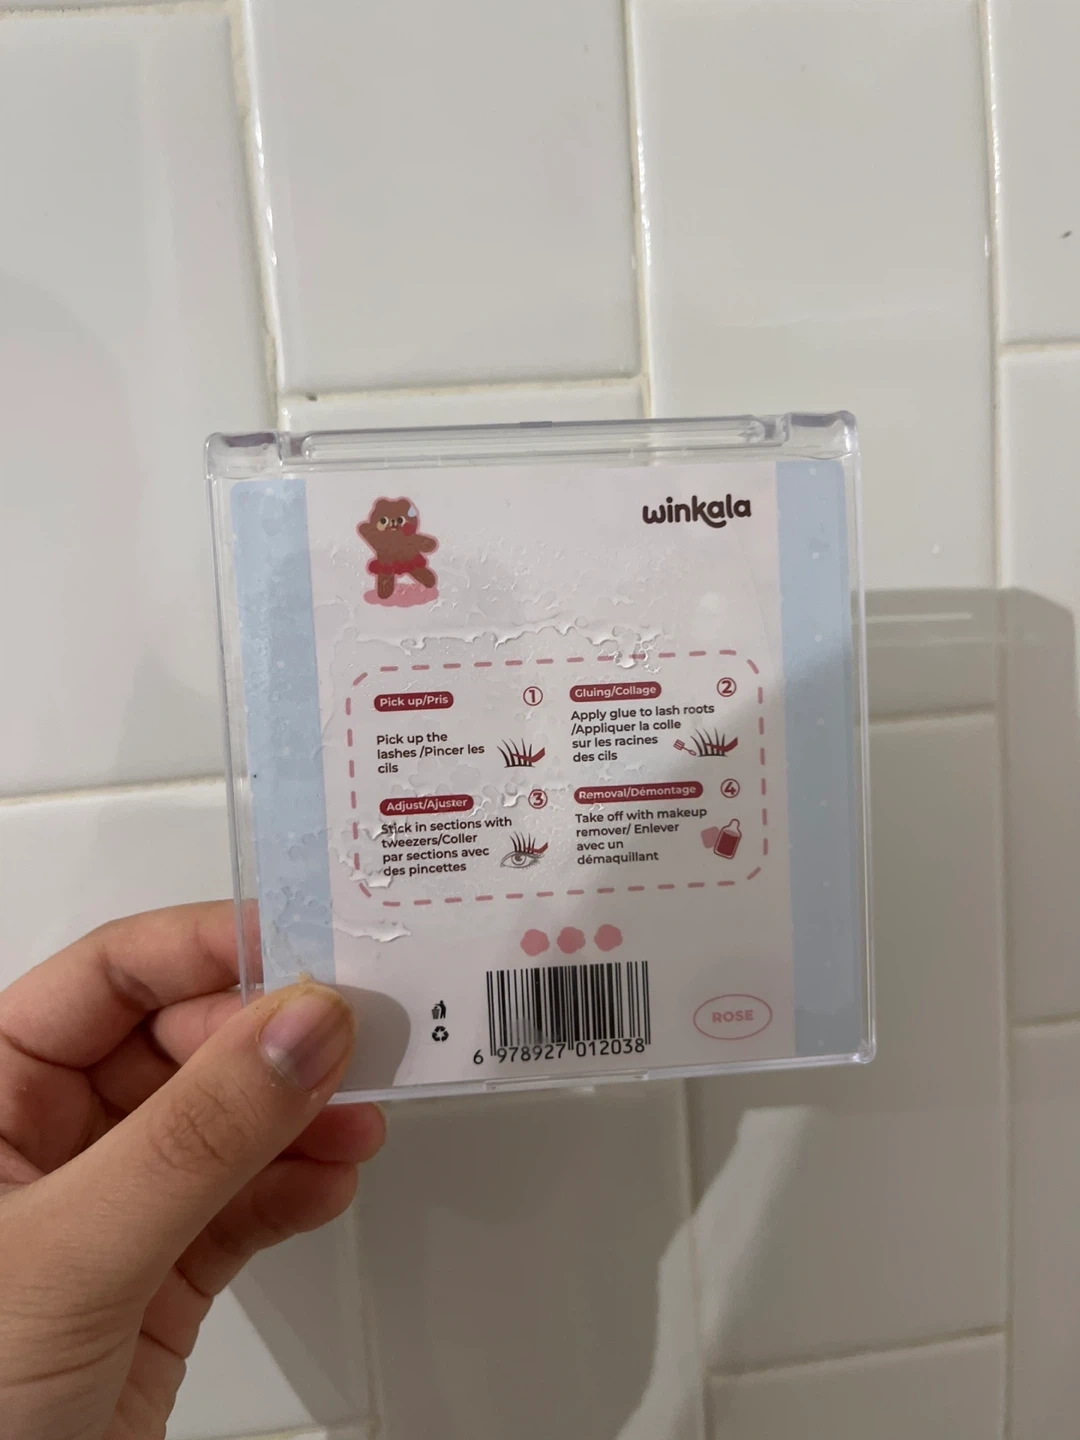 winkala
Pick up/Pris
1
Pick up the
lashes /Pincer les
cils
Gluing/Collage
2
Apply glue to lash roots
/Appliquer la colle
sur les racines
des cils
Adjust/Ajuster
3
Stick in sections with
tweezers/Coller
par sections avec
des pincettes
Removal/Démontage
4
Take off with makeup
remover/ Enlever
avec un
démaquillant
6 978927 012038
ROSE